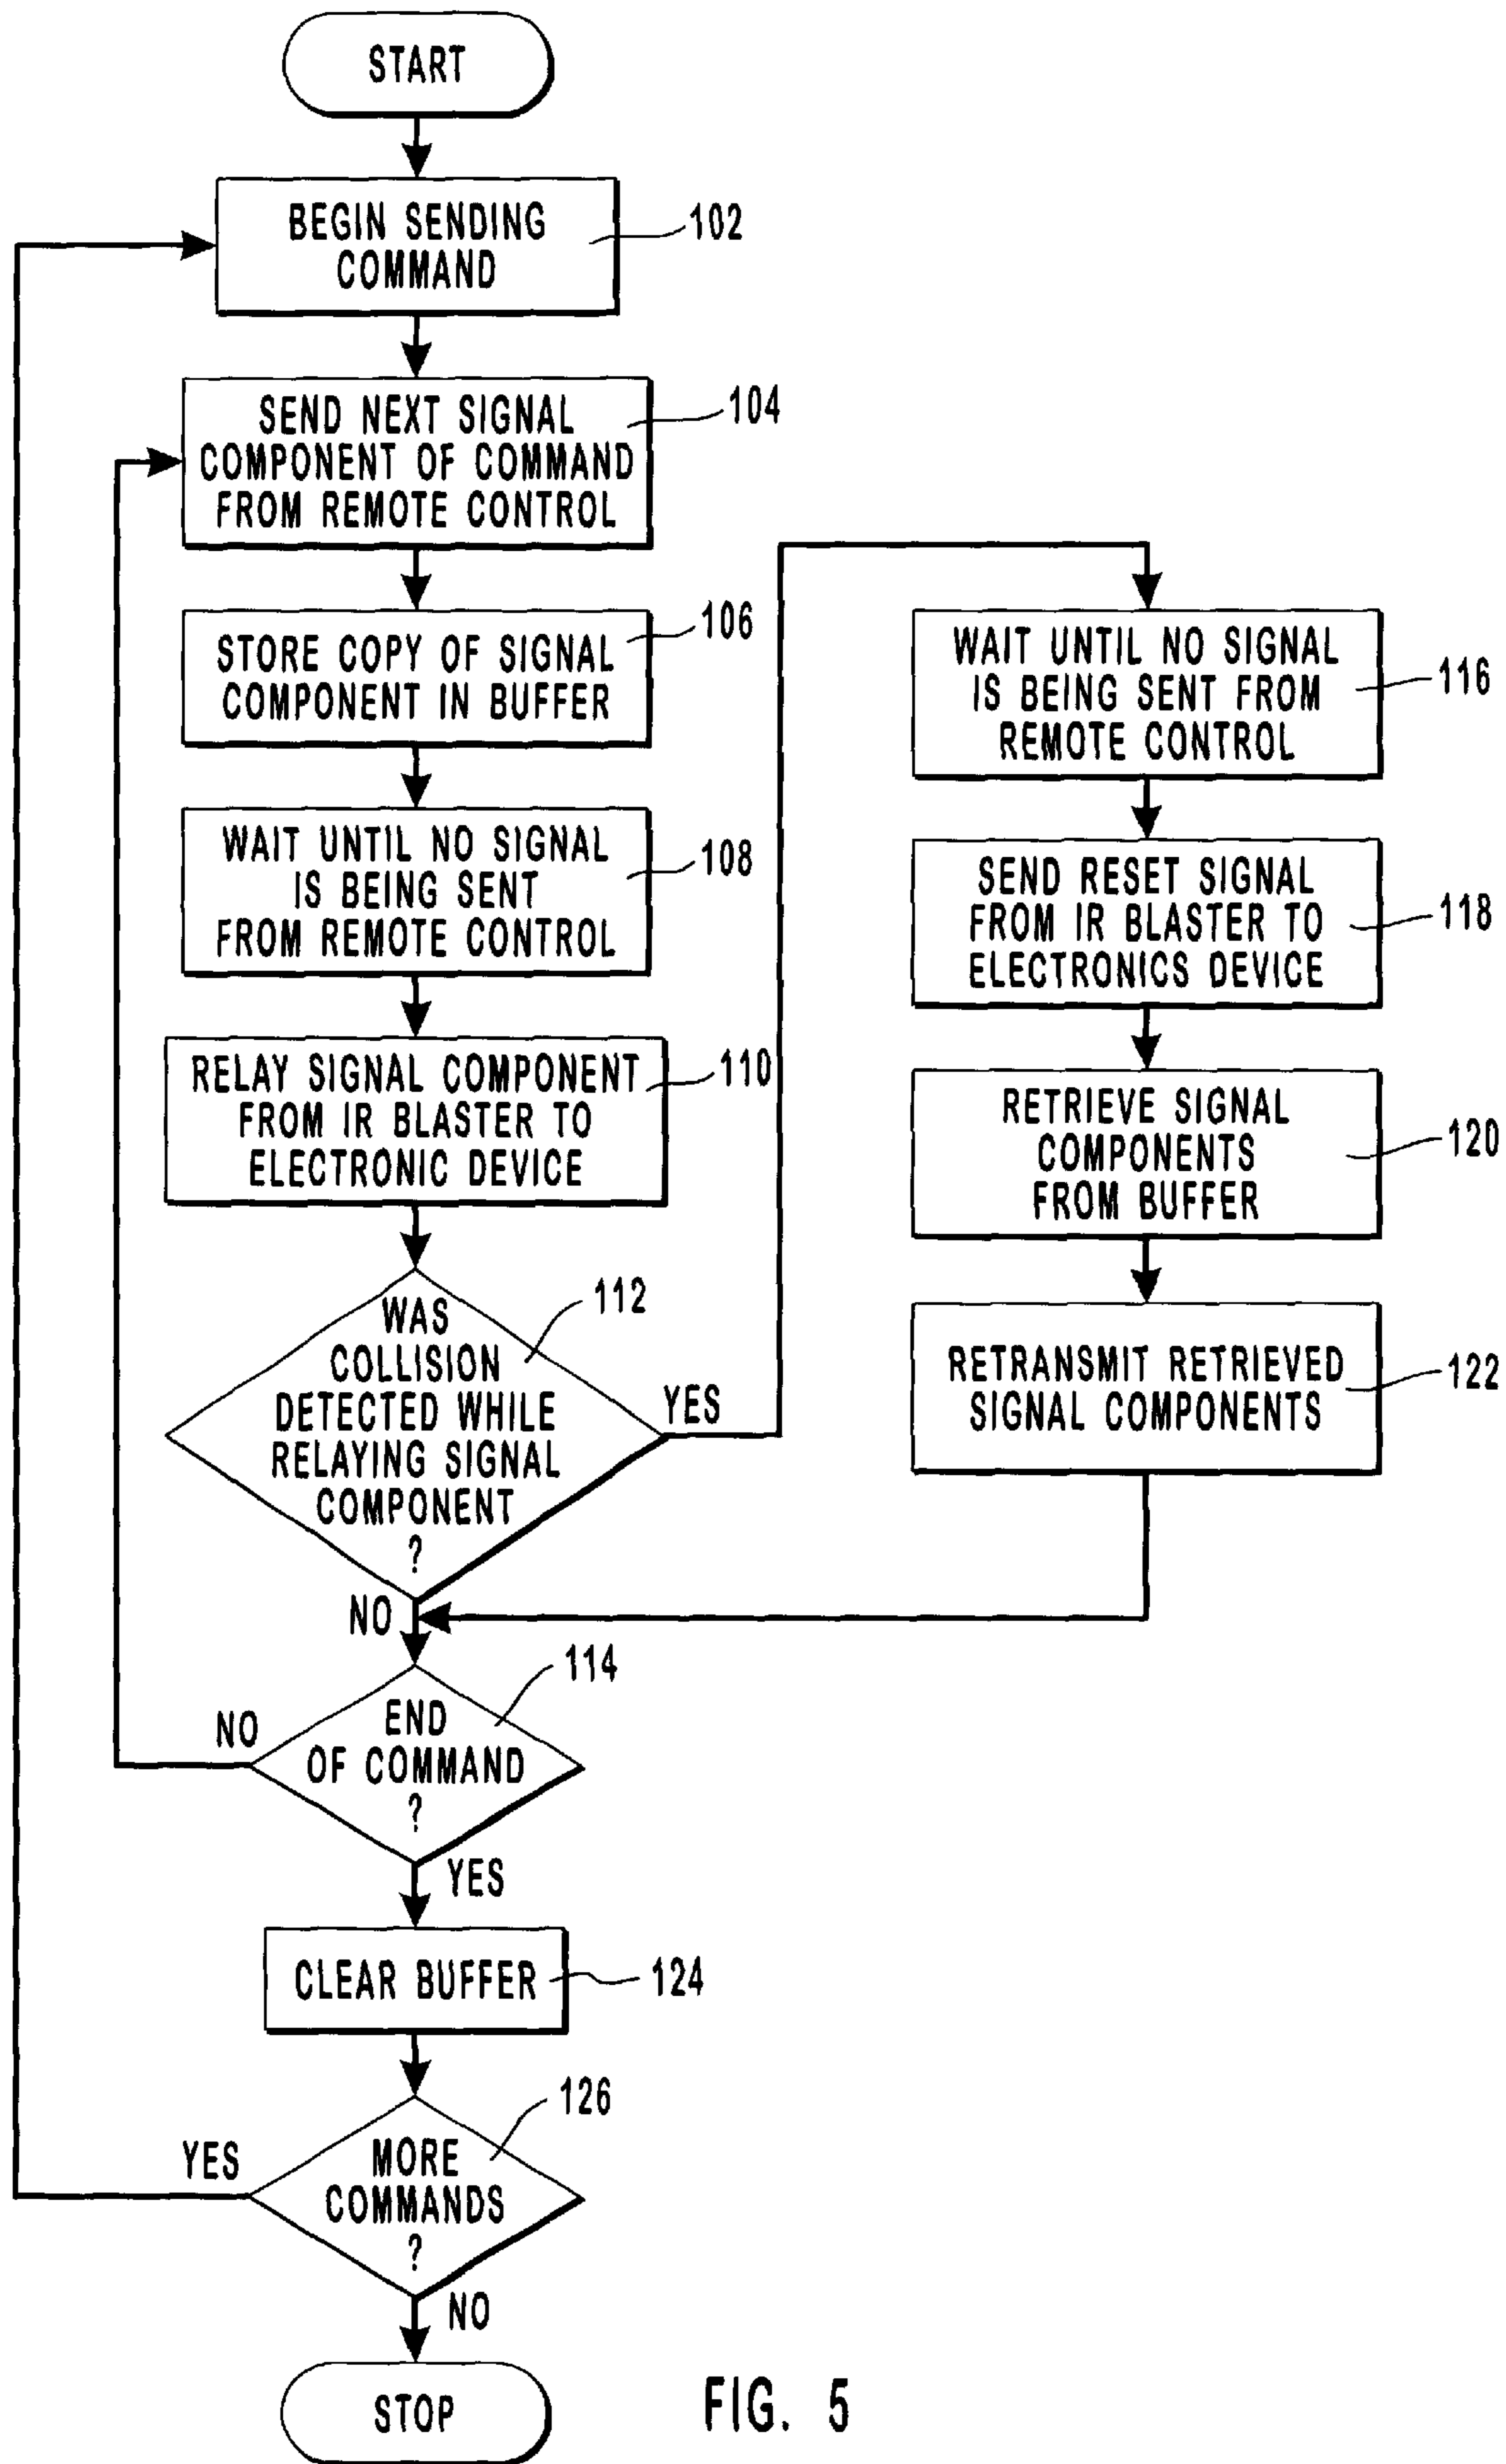 START
BEGIN SENDING
COMMAND
102
SEND NEXT SIGNAL
COMPONENT OF COMMAND
FROM REMOTE CONTROL
104
STORE COPY OF SIGNAL
COMPONENT IN BUFFER
106
WAIT UNTIL NO SIGNAL
IS BEING SENT
FROM REMOTE CONTROL
108
RELAY SIGNAL COMPONENT
FROM IR BLASTER TO
ELECTRONIC DEVICE
110
WAS
COLLISION
DETECTED WHILE
RELAYING SIGNAL
COMPONENT
?
112
YES
NO
WAIT UNTIL NO SIGNAL
IS BEING SENT FROM
REMOTE CONTROL
116
SEND RESET SIGNAL
FROM IR BLASTER TO
ELECTRONICS DEVICE
118
RETRIEVE SIGNAL
COMPONENTS
FROM BUFFER
120
RETRANSMIT RETRIEVED
SIGNAL COMPONENTS
122
END
OF COMMAND
?
114
NO
YES
CLEAR BUFFER
124
MORE
COMMANDS
?
126
YES
NO
STOP
FIG. 5